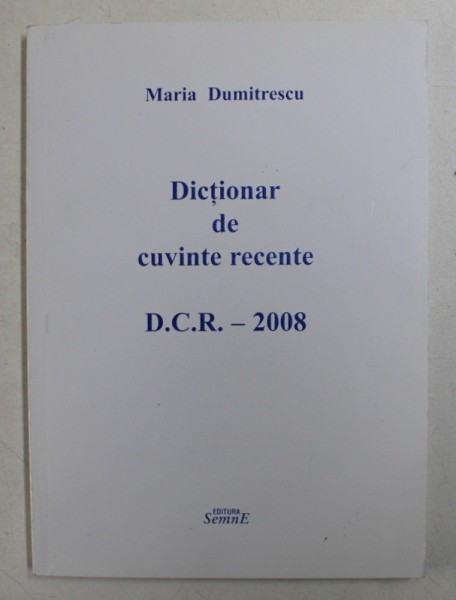 Maria Dumitrescu
Dicționar
de
cuvinte recente
D.C.R. – 2008
EDITURA
SemnE